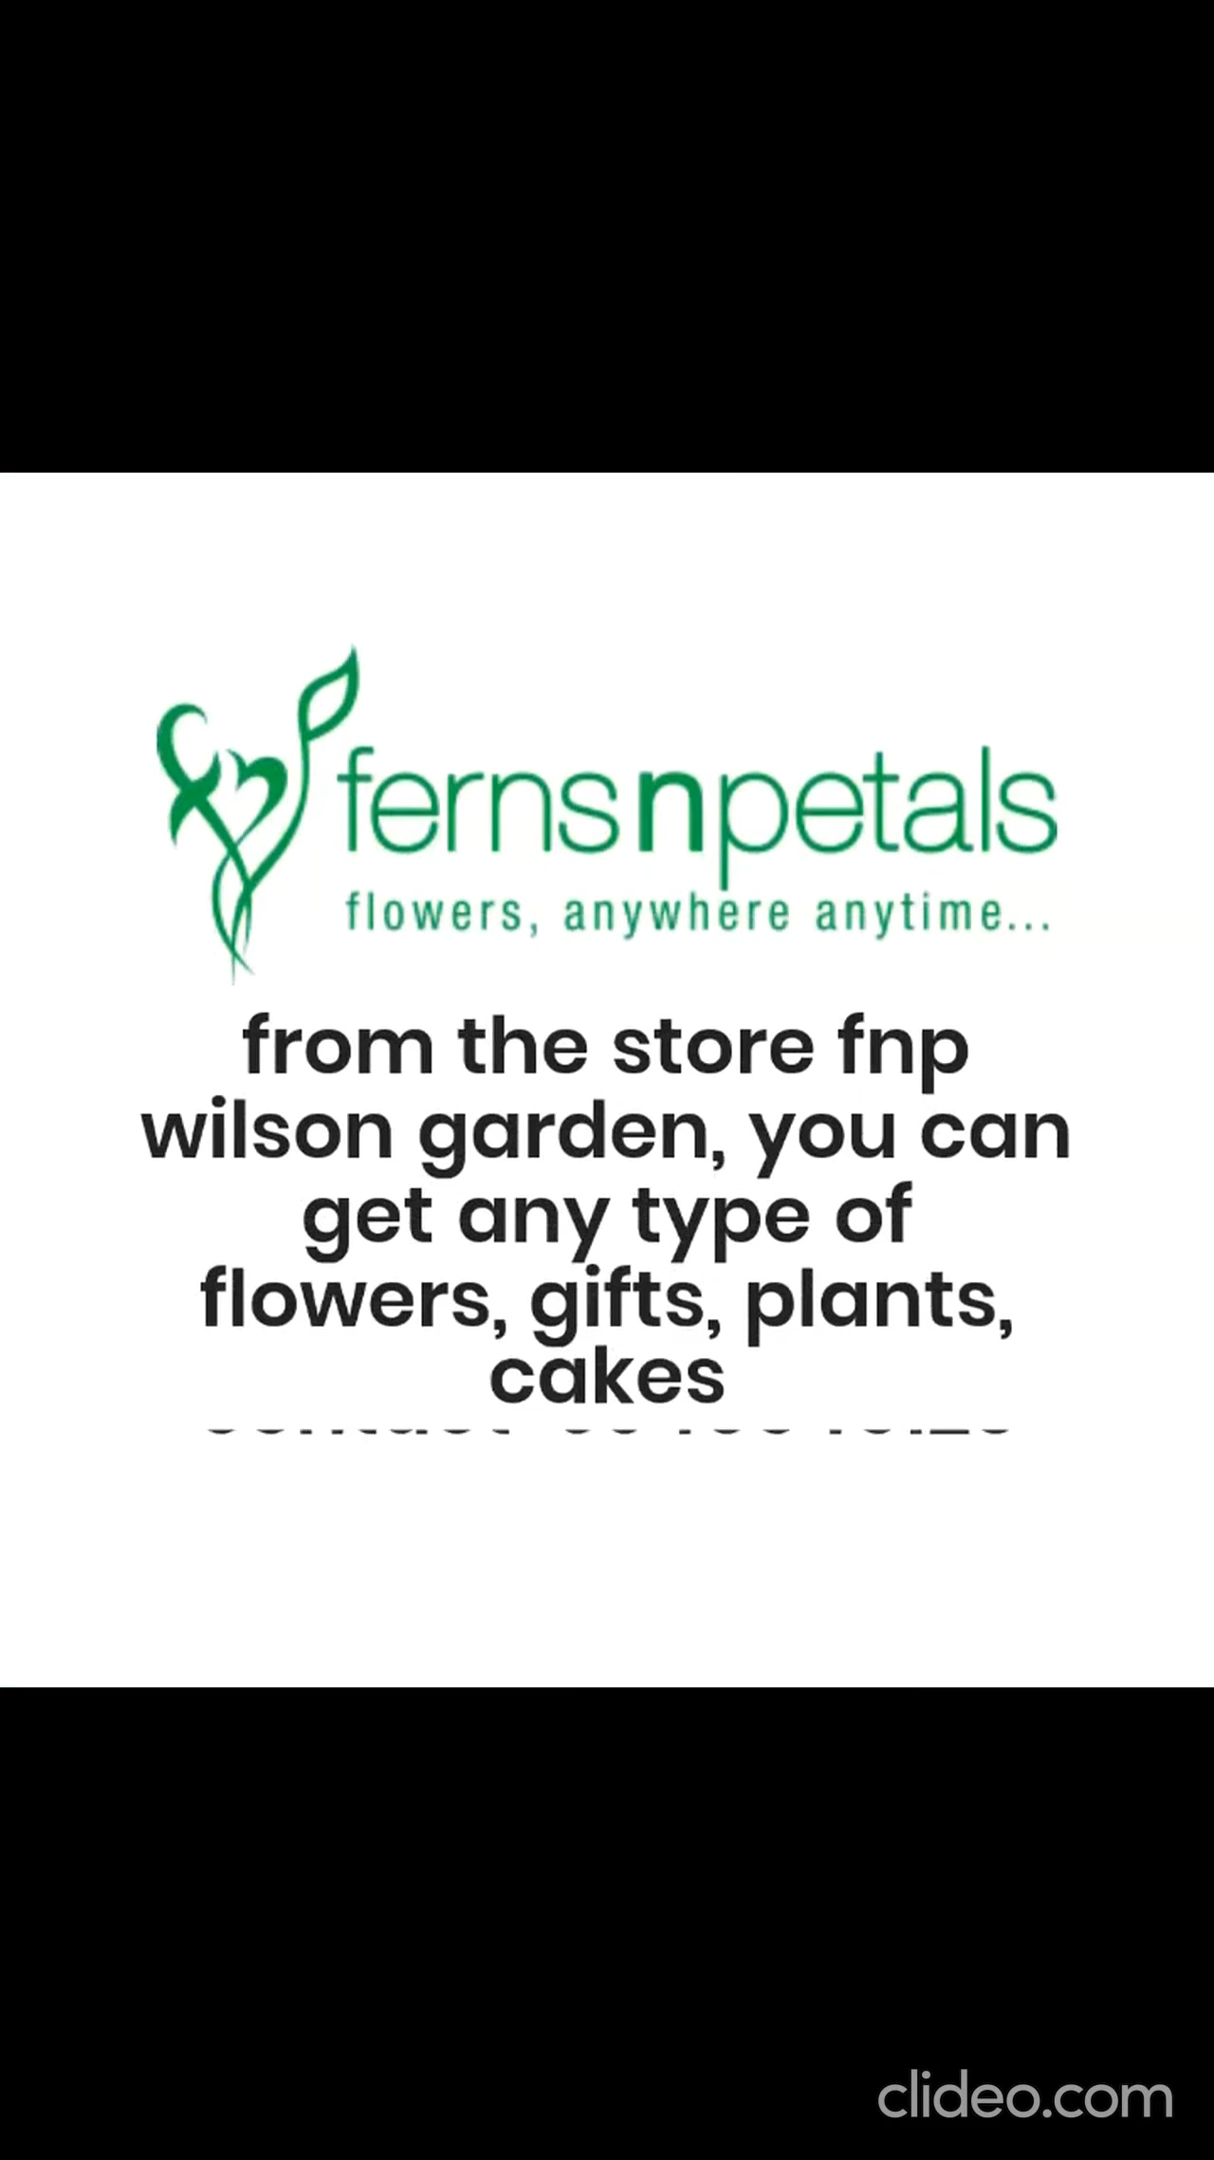 fernsnpetals
flowers, anywhere anytime...
from the store fnp
wilson garden, you can
get any type of
flowers, gifts, plants,
cakes
clideo.com